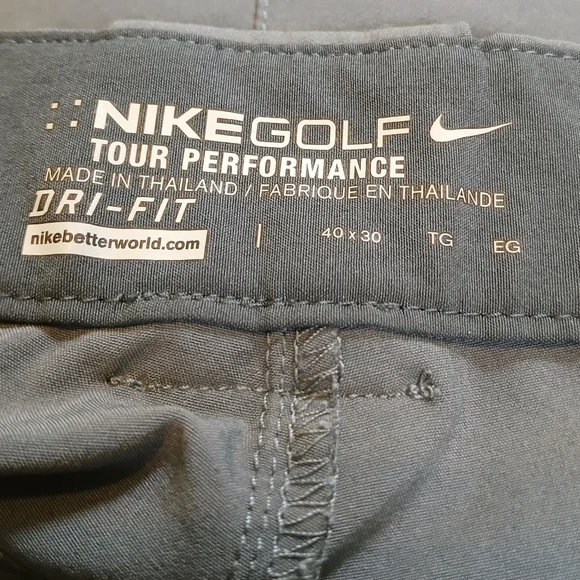 NIKEGOLF
TOUR PERFORMANCE
MADE IN THAILAND / FABRIQUE EN THAILANDE
DRI-FIT
nikebetterworld.com | 40 x 30 TG EG